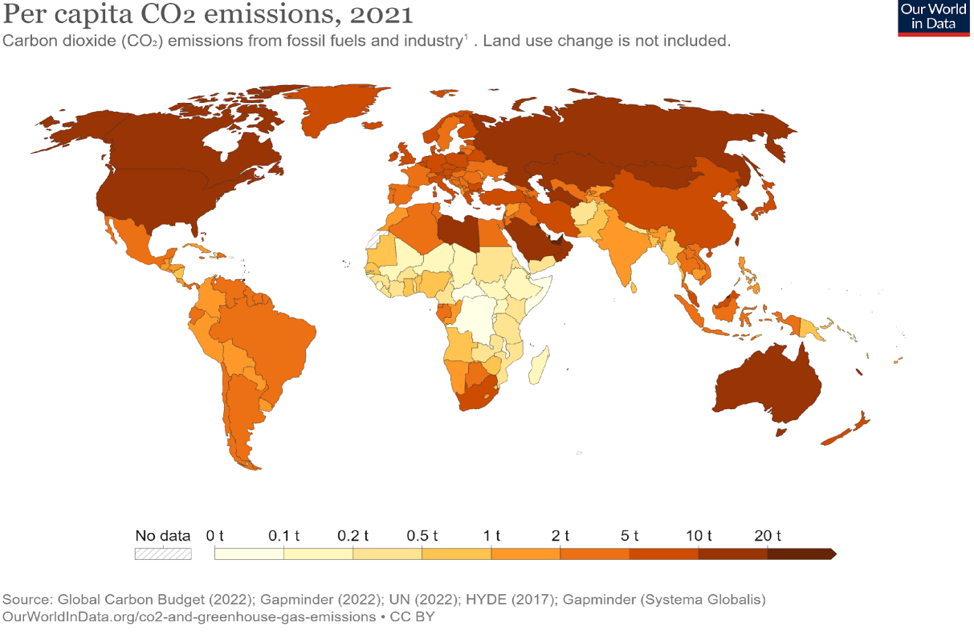 Per capita CO2 emissions, 2021
Our World
in Data
Carbon dioxide (CO₂) emissions from fossil fuels and industry¹ . Land use change is not included.
No data 0 t 0.1 t 0.2 t 0.5 t 1 t 2 t 5 t 10 t 20 t
Source: Global Carbon Budget (2022); Gapminder (2022); UN (2022); HYDE (2017); Gapminder (Systema Globalis)
OurWorldInData.org/co2-and-greenhouse-gas-emissions • CC BY